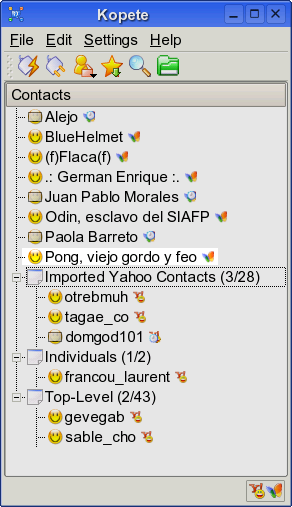 Kopete
File Edit Settings Help
Contacts
Alejo
BlueHelmet
(f)Flaca(f)
.: German Enrique :.
Juan Pablo Morales
Odin, esclavo del SIAFP
Paola Barreto
Pong, viejo gordo y feo
Imported Yahoo Contacts (3/28)
otrebmuh
tagae_co
domgod101
Individuals (1/2)
francou_laurent
Top-Level (2/43)
gevegab
sable_cho